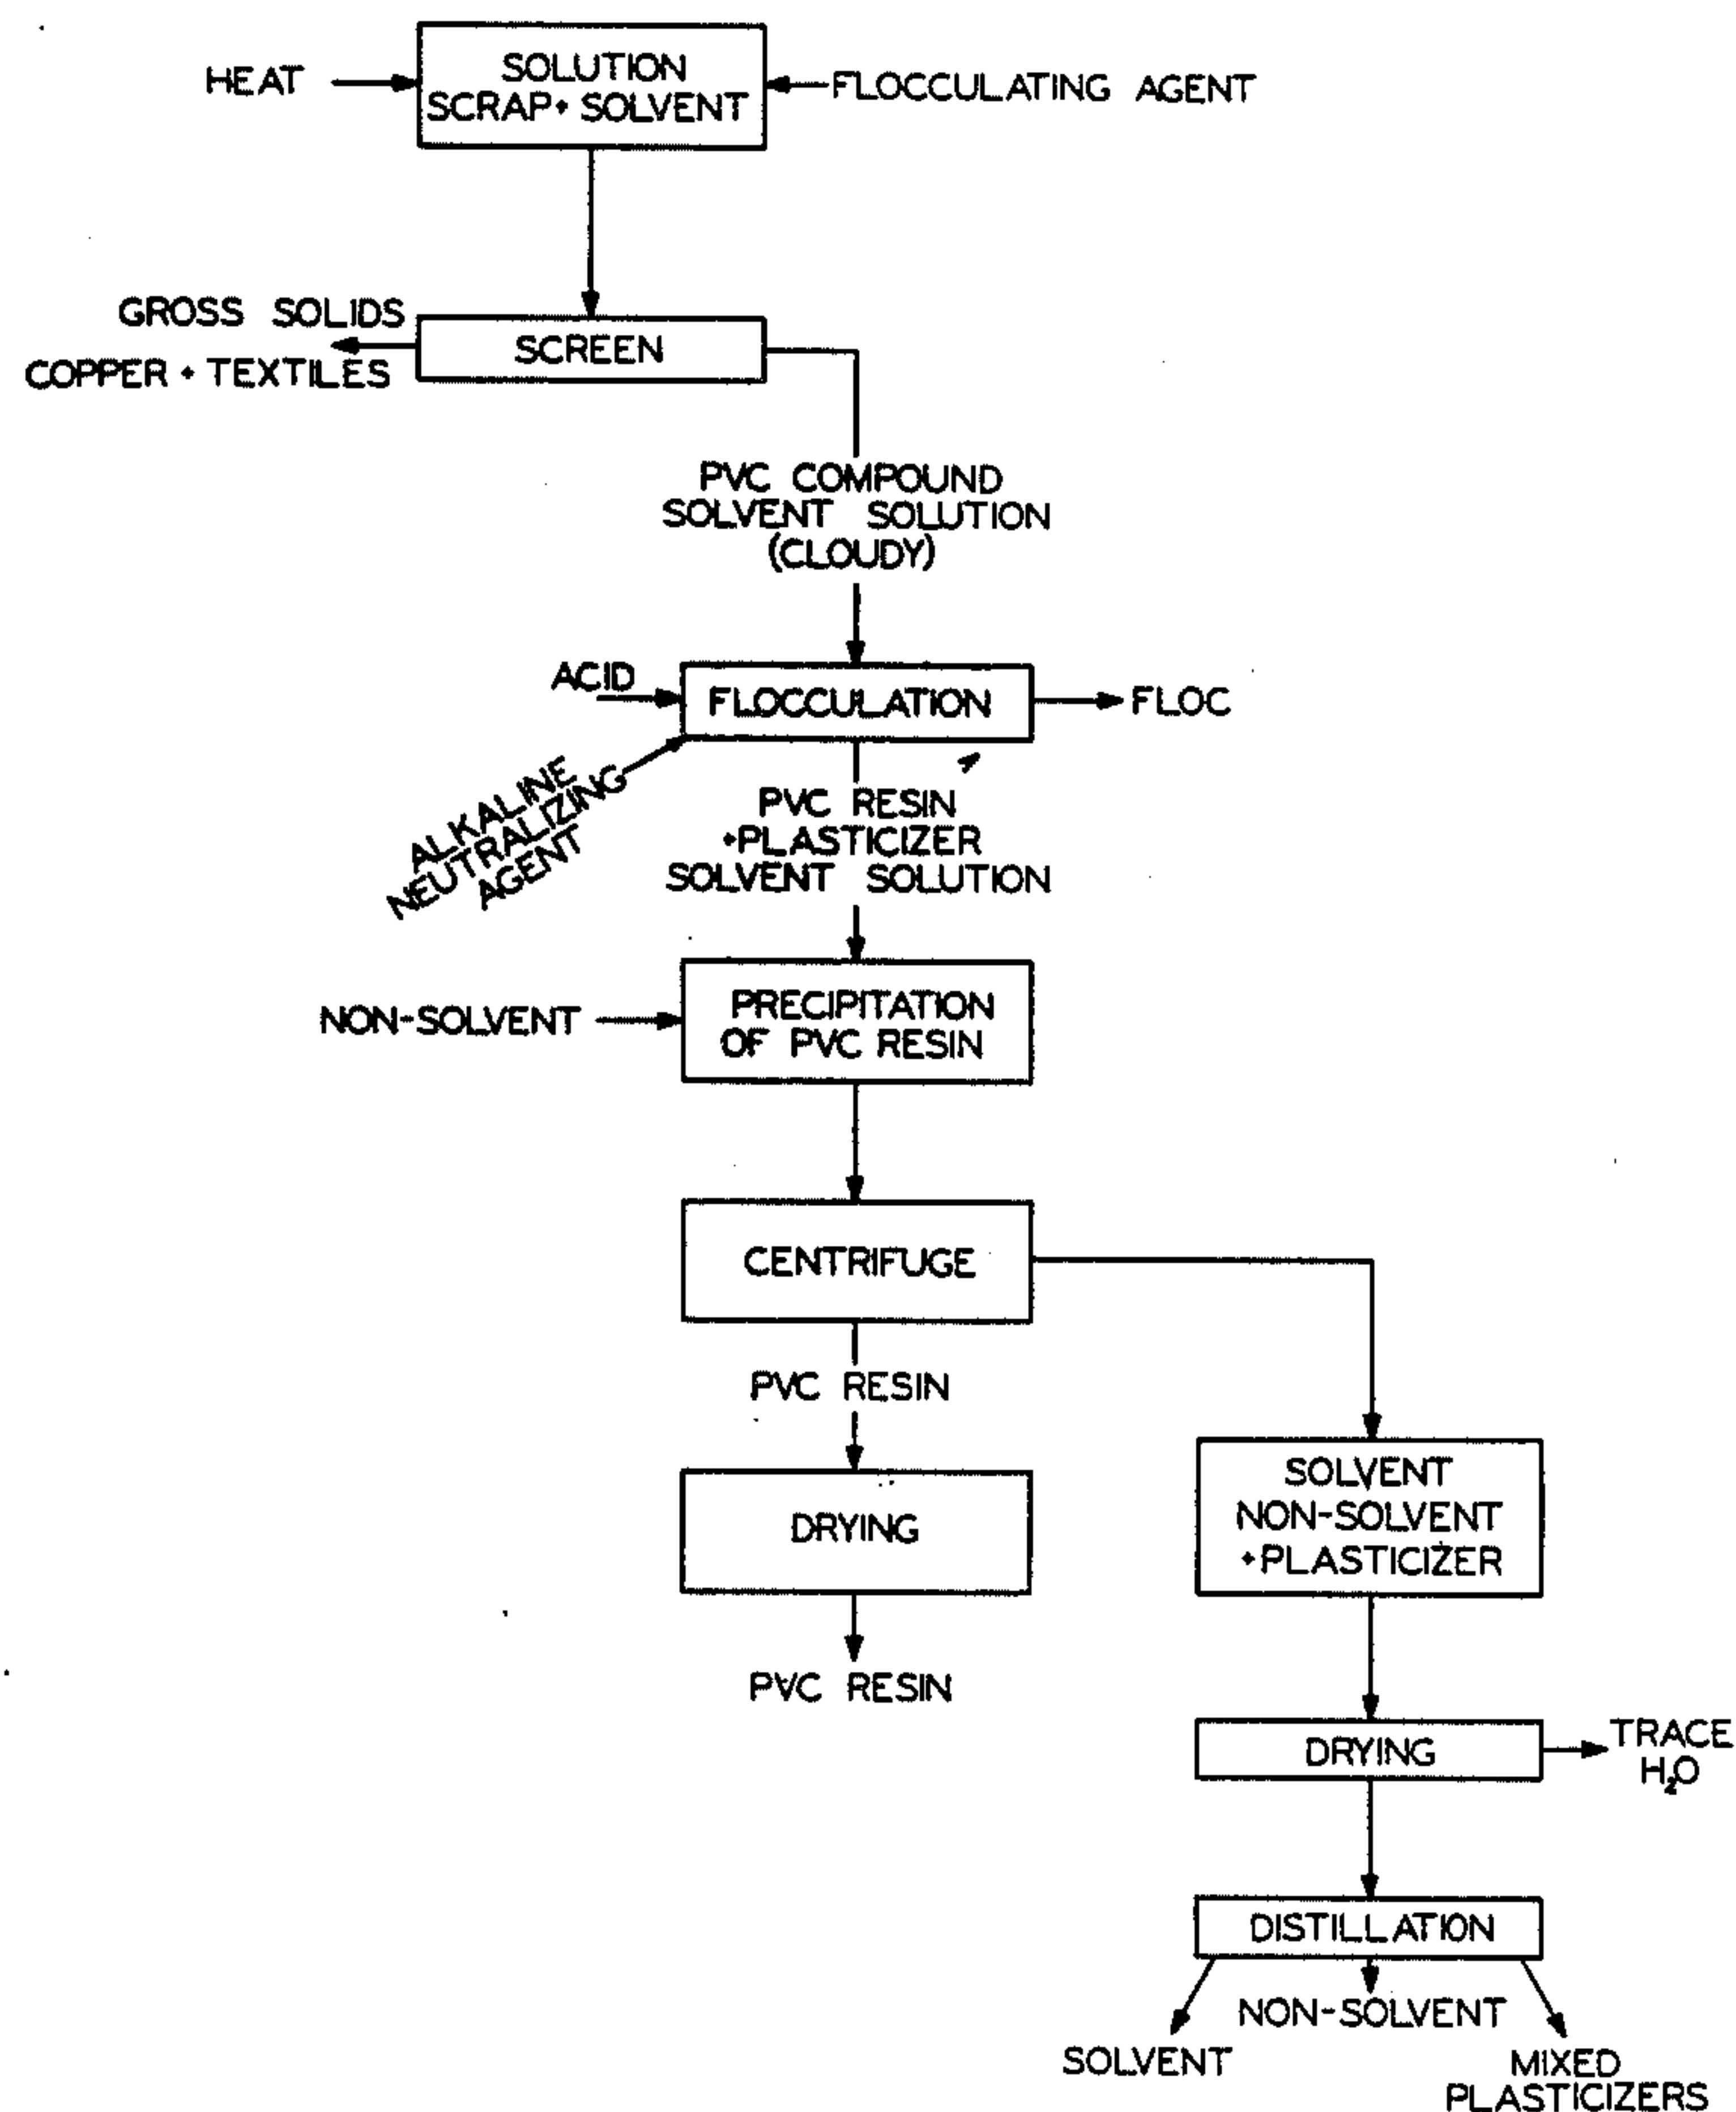 HEAT
SOLUTION
SCRAP+ SOLVENT
FLOCCULATING AGENT
GROSS SOLIDS
COPPER + TEXTILES
SCREEN
PVC COMPOUND
SOLVENT SOLUTION
(CLOUDY)
ACID
FLOCCULATION
FLOC
ALKALINE
NEUTRALIZING
AGENT
PVC RESIN
+PLASTICIZER
SOLVENT SOLUTION
NON-SOLVENT
PRECIPITATION
OF PVC RESIN
CENTRIFUGE
PVC RESIN
DRYING
PVC RESIN
SOLVENT
NON-SOLVENT
+PLASTICIZER
DRYING
TRACE
H₂O
DISTILLATION
SOLVENT
NON-SOLVENT
MIXED
PLASTICIZERS